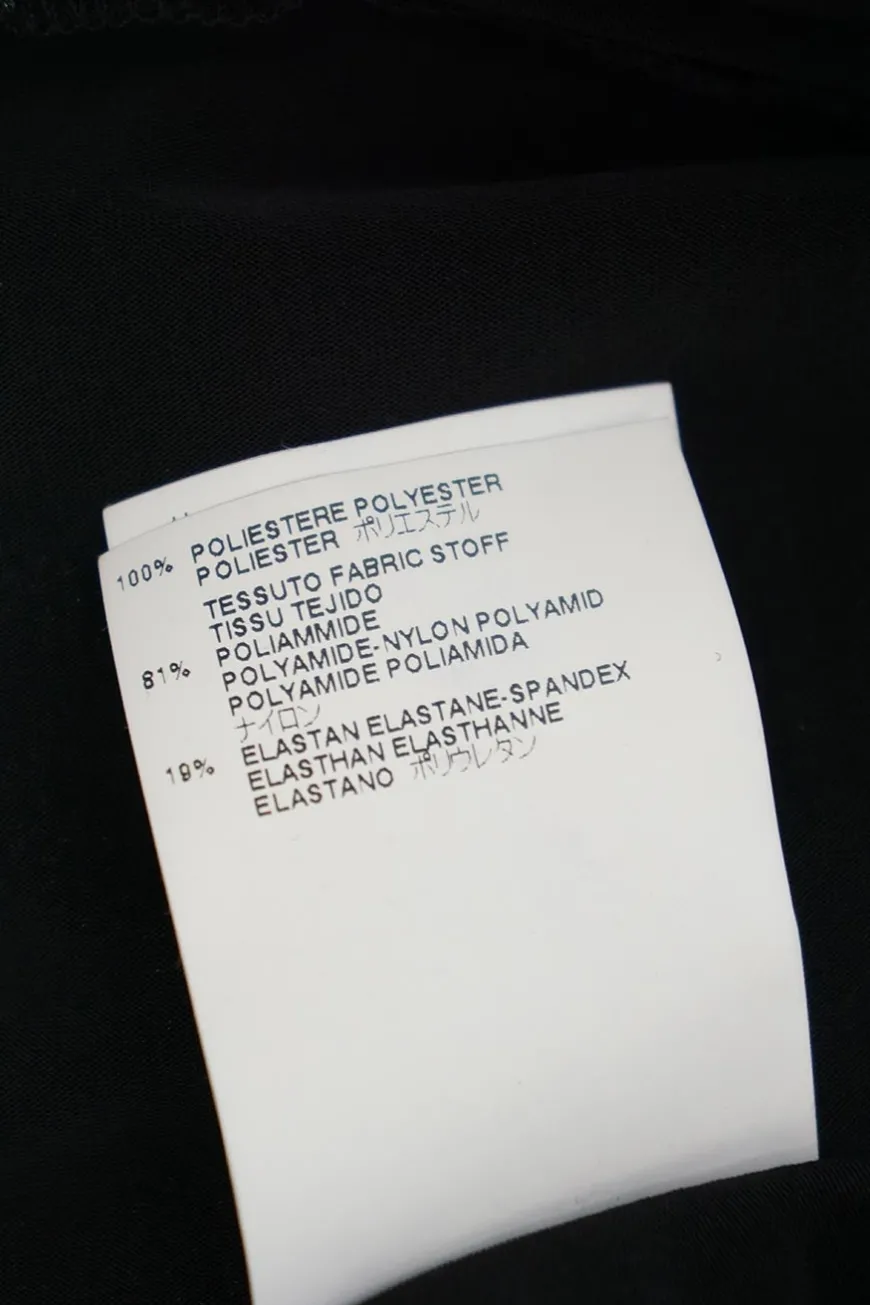 100% POLIESTERE POLYESTER
POLIESTER ポリエステル
TESSUTO FABRIC STOFF
TISSU TEJIDO
81% POLIAMMIDE
POLYAMIDE-NYLON POLYAMID
POLYAMIDE POLIAMIDA
ナイロン
19% ELASTAN ELASTANE-SPANDEX
ELASTHAN ELASTHANNE
ELASTANO ポリウレタン